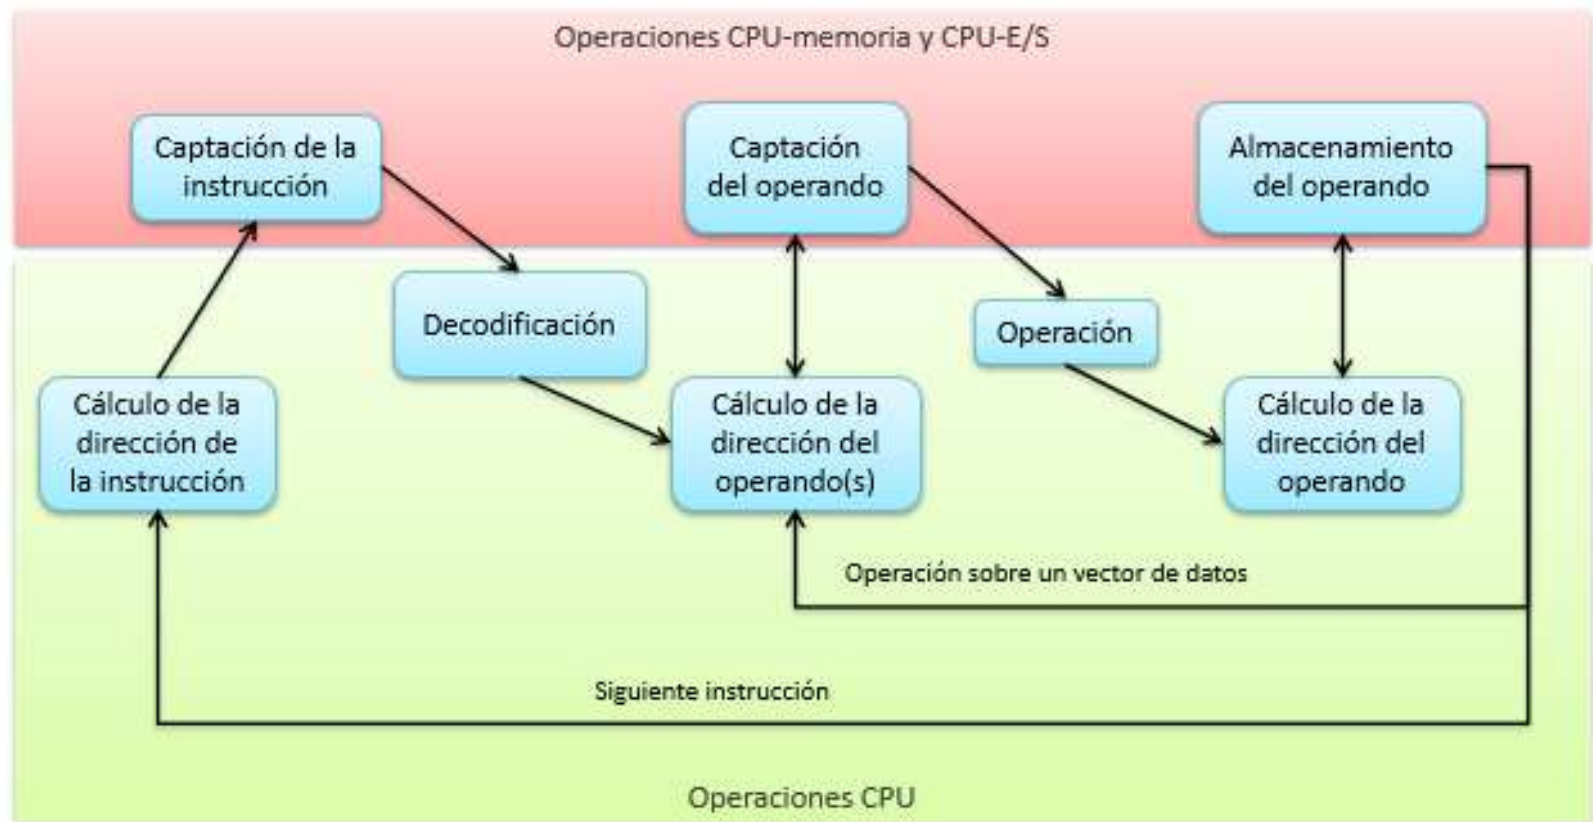 Operaciones CPU-memoria y CPU-E/S
Captación de la
instrucción
Captación
del operando
Almacenamiento
del operando
Decodificación
Operación
Cálculo de la
dirección de
la instrucción
Cálculo de la
dirección del
operando(s)
Cálculo de la
dirección del
operando
Operación sobre un vector de datos
Siguiente instrucción
Operaciones CPU